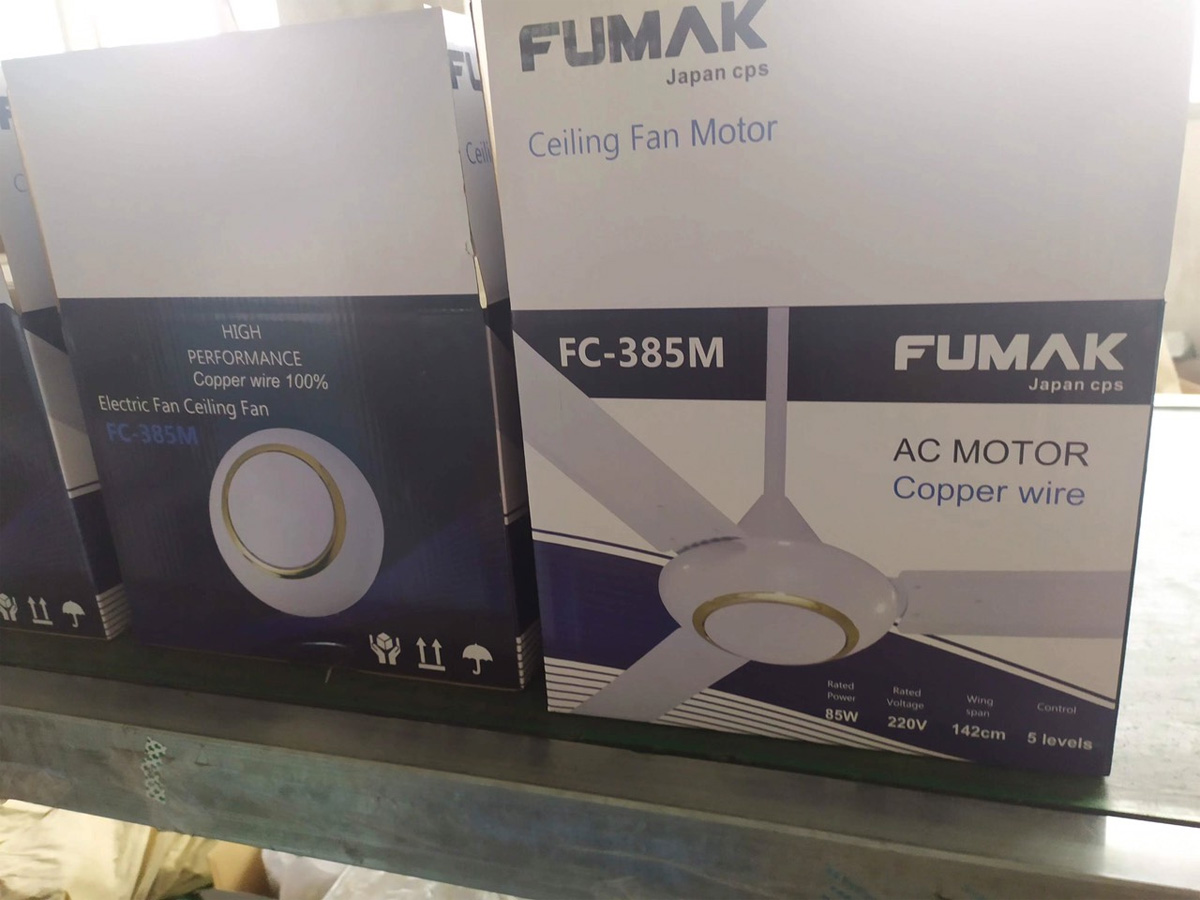 FUMAK
Japan cps
Ceiling Fan Motor
FC-385M
FUMAK
Japan cps
AC MOTOR
Copper wire
Rated Power
85W
Rated Voltage
220V
Wing span
142cm
Control
5 levels
HIGH
PERFORMANCE
Copper wire 100%
Electric Fan Ceiling Fan
FC-385M